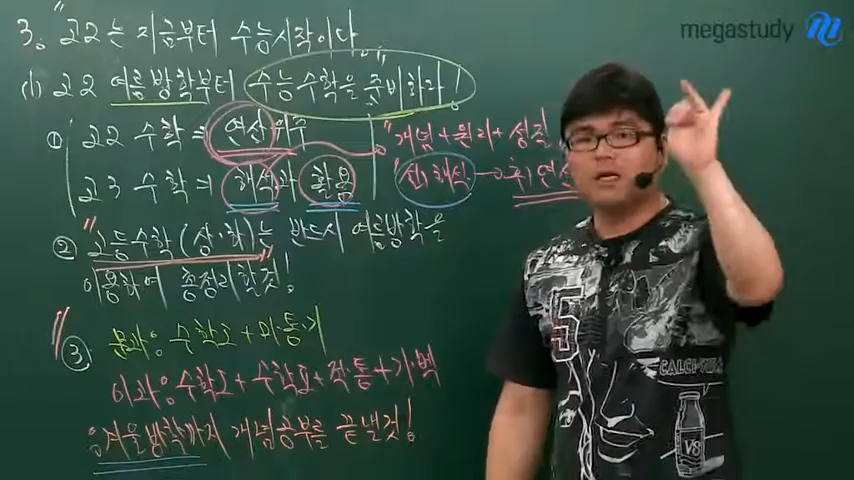 megastudy
3. 고2는 지금부터 수능시작이다
(1) 고2 여름방학부터 수능수학을 준비하라!
① 고2 수학 = 연산위주
"개념+원리+성질
고3 수학 = 해석과 활용
선, 해석 → 후, 연산
② "고등수학(상·하)는 반드시 여름방학을
이용하여 총정리할것!
③ 문과: 수학I + 미·통·기
이과: 수학I + 수학II + 적·통 + 기·벡
: 겨울방학까지 개념공부를 끝낼것!
CALCI-VITA
V8